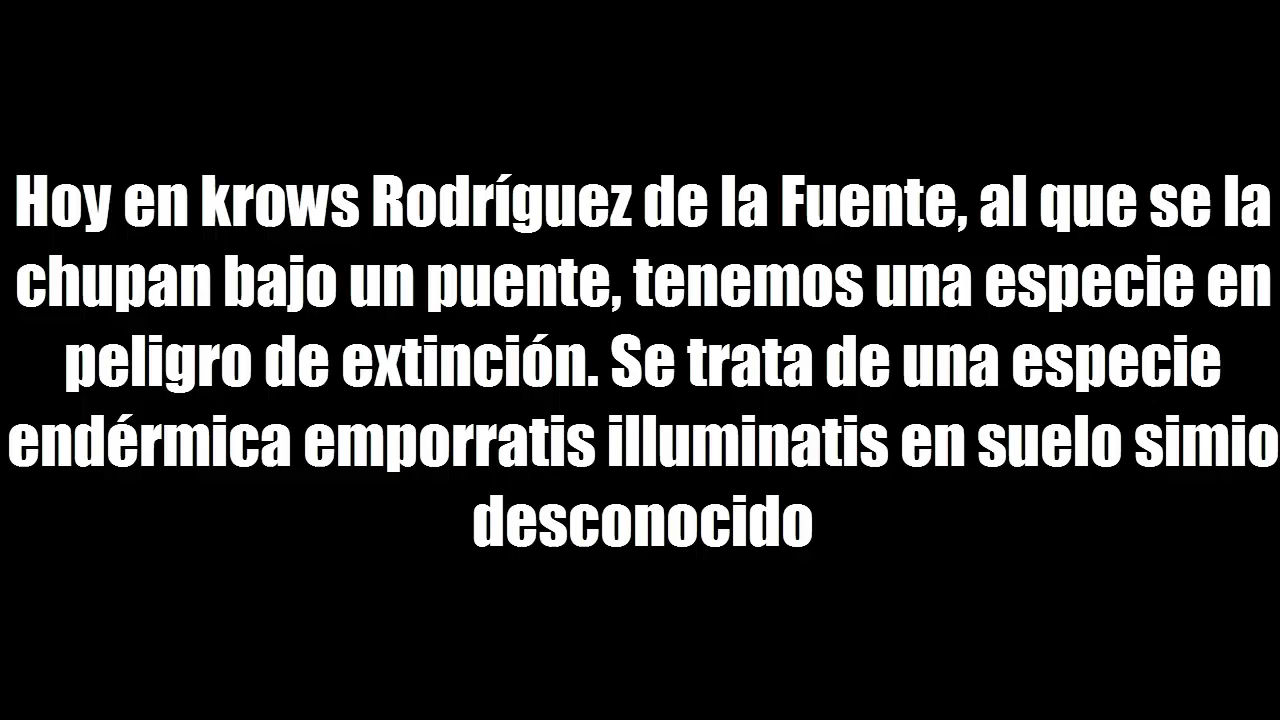 Hoy en krows Rodríguez de la Fuente, al que se la
chupan bajo un puente, tenemos una especie en
peligro de extinción. Se trata de una especie
endérmica emporratis illuminatis en suelo simio
desconocido